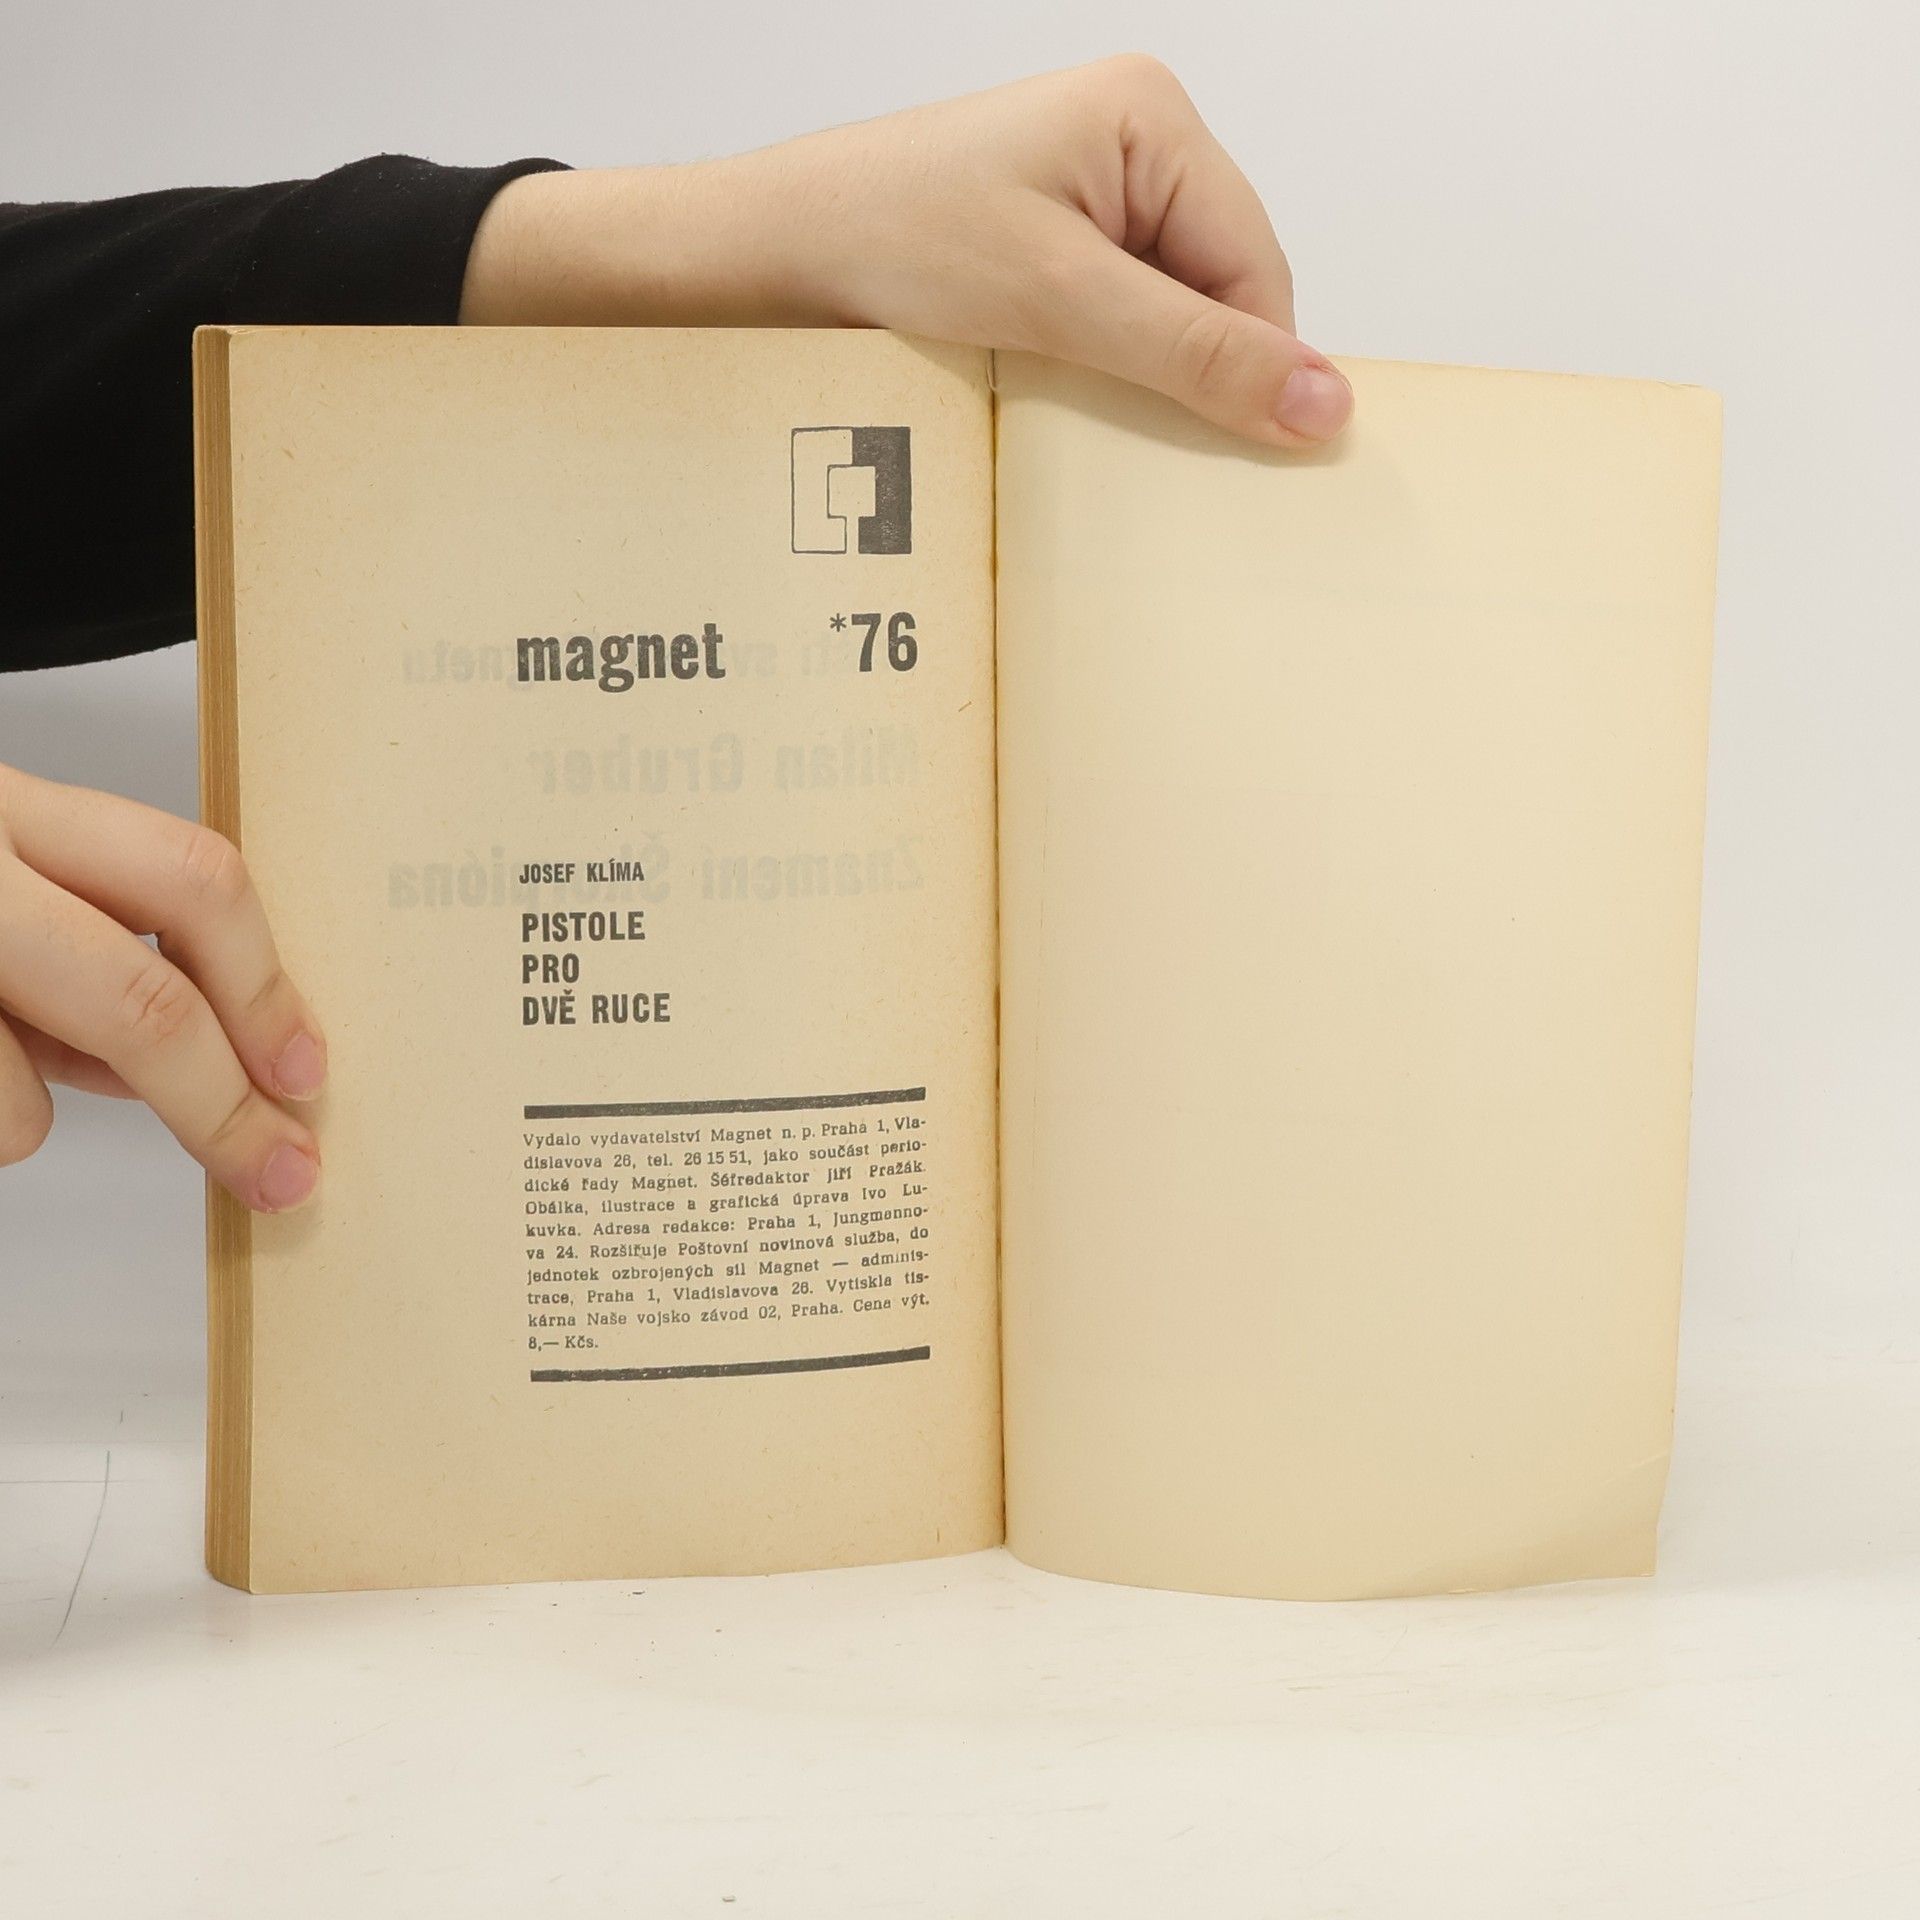 magnet *76
JOSEF KLÍMA
PISTOLE
PRO
DVĚ RUCE
Vydalo vydavatelství Magnet n. p. Praha 1, Vla-
dislavova 26, tel. 26 15 51, jako součást perio-
dické řady Magnet. Šéfredaktor Jiří Pražák.
Obálka, ilustrace a grafická úprava Ivo Lu-
kuvka. Adresa redakce: Praha 1, Jungmanno-
va 24. Rozšiřuje Poštovní novinová služba, do
jednotek ozbrojených sil Magnet — adminis-
trace, Praha 1, Vladislavova 26. Vytiskla tis-
kárna Naše vojsko závod 02, Praha. Cena výt.
8,— Kčs.